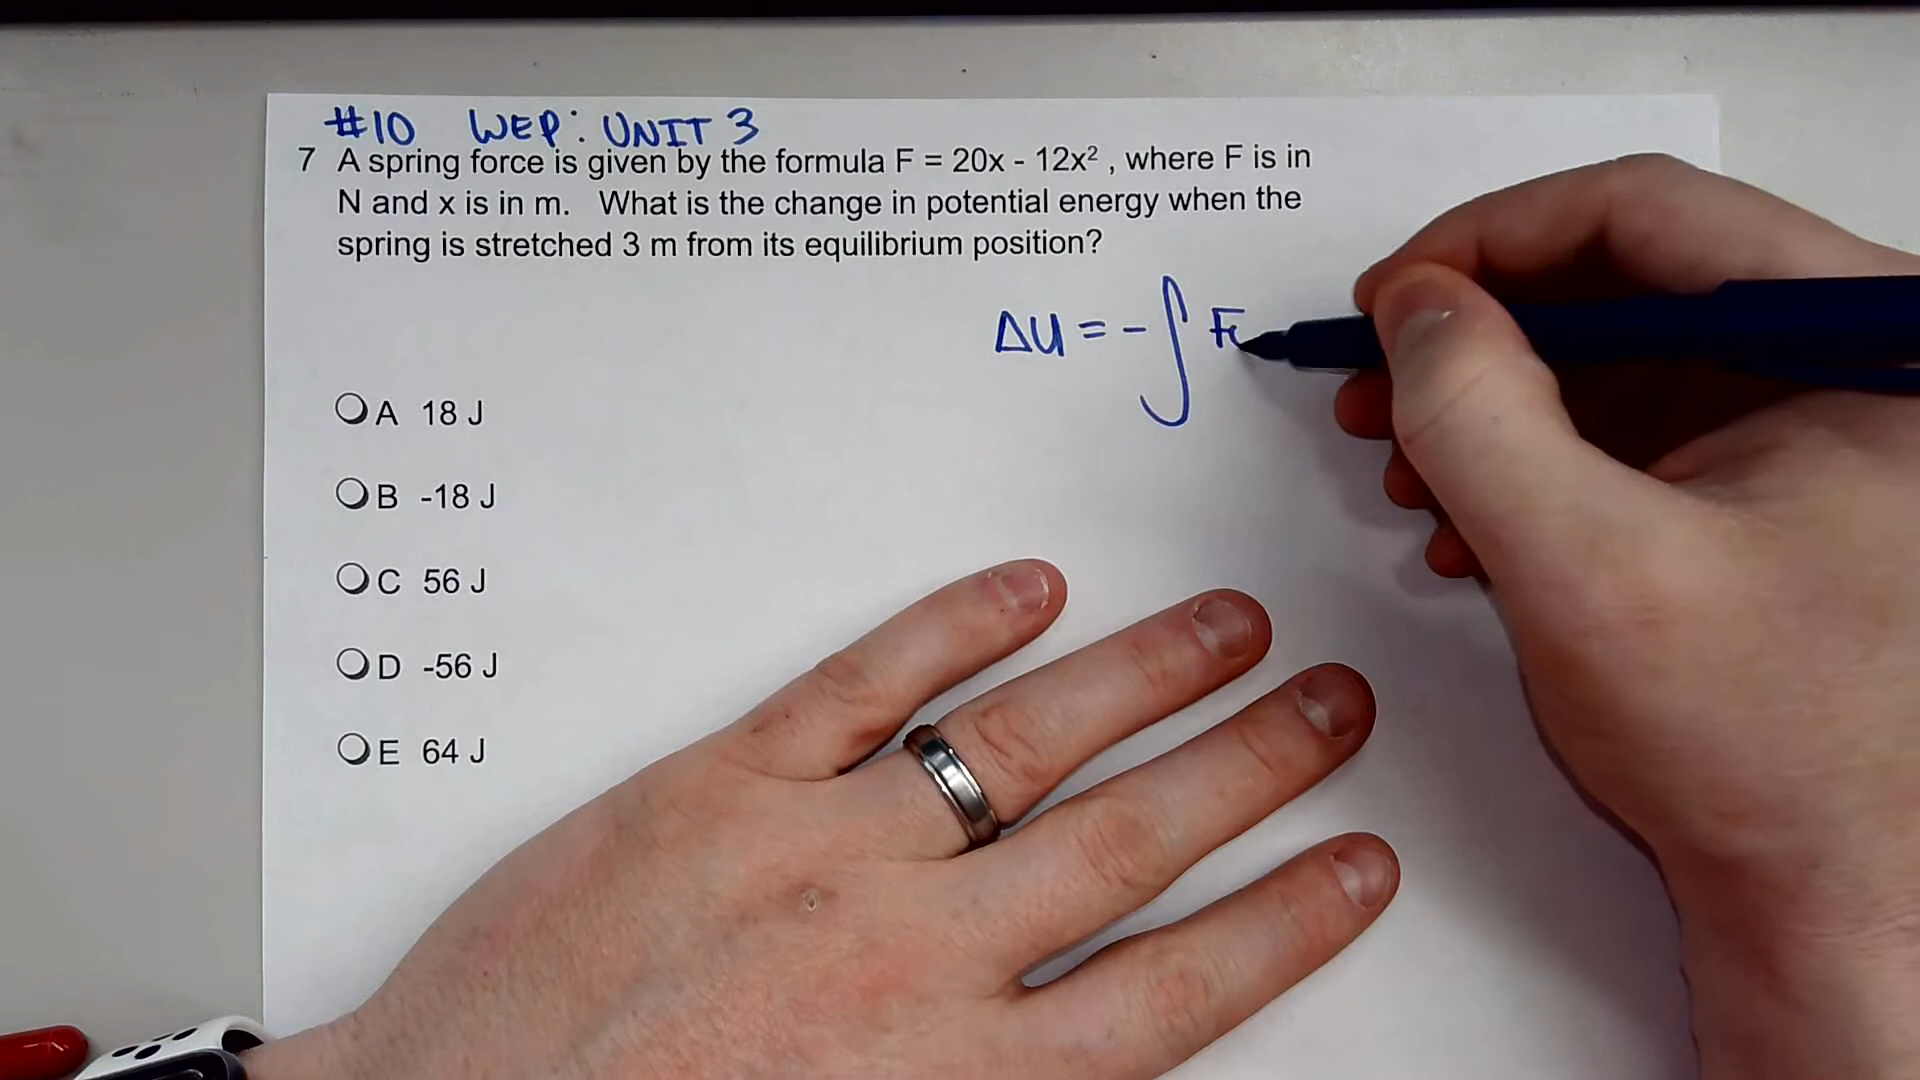 #10 WEP: UNIT 3
7 A spring force is given by the formula F = 20x - 12x², where F is in
N and x is in m. What is the change in potential energy when the
spring is stretched 3 m from its equilibrium position?
ΔU = -∫ F
A 18 J
B -18 J
C 56 J
D -56 J
E 64 J